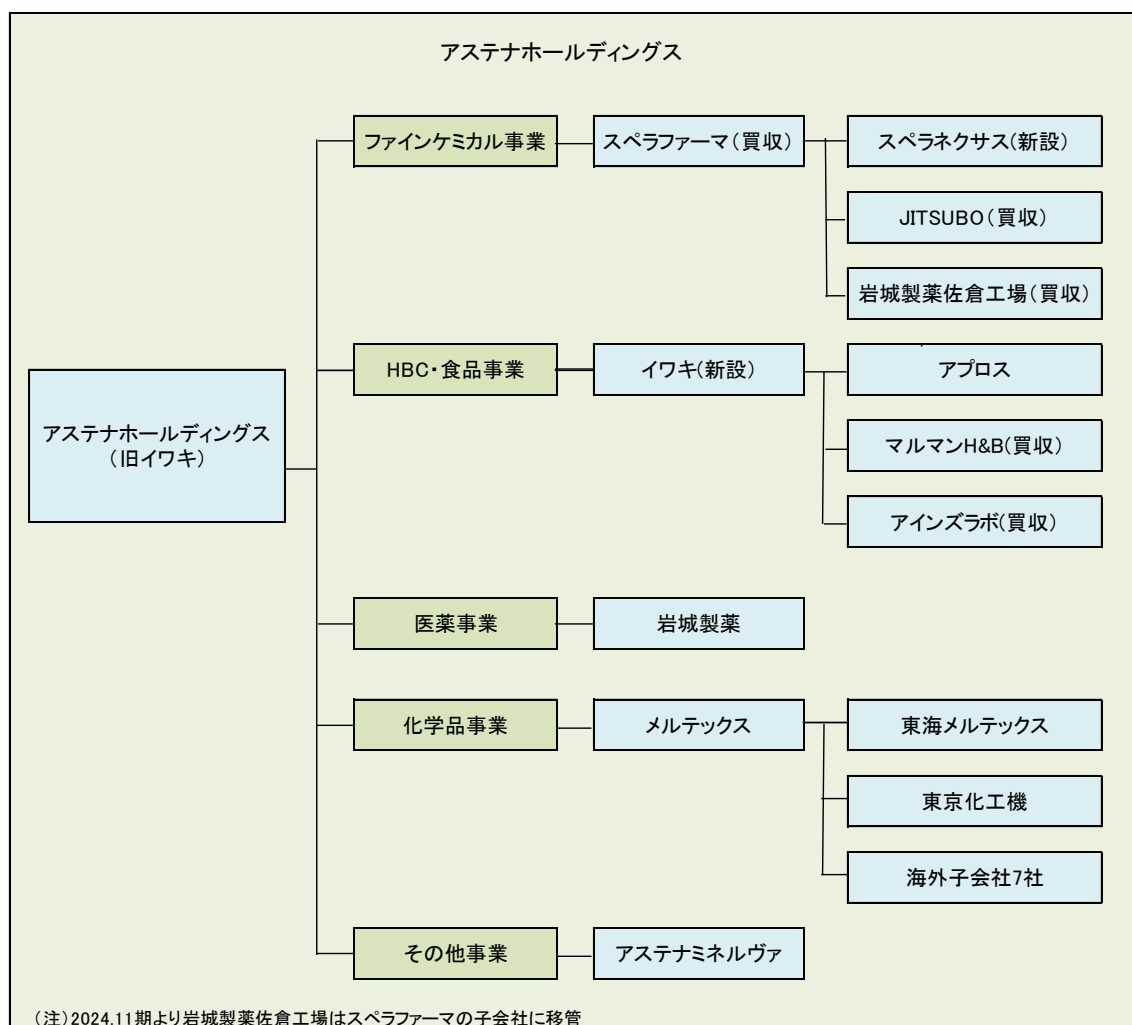 アステナホールディングス
ファインケミカル事業
スペラファーマ(買収)
スペラネクサス(新設)
JITSUBO(買収)
岩城製薬佐倉工場(買収)
HBC・食品事業
イワキ(新設)
アプロス
マルマンH&B(買収)
アインズラボ(買収)
アステナホールディングス
(旧イワキ)
医薬事業
岩城製薬
化学品事業
メルテックス
東海メルテックス
東京化工機
海外子会社7社
その他事業
アステナミネルヴァ
(注)2024.11期より岩城製薬佐倉工場はスペラファーマの子会社に移管